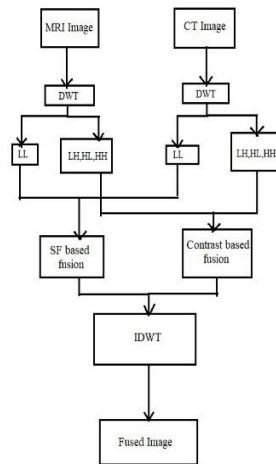 MRI Image
CT Image
DWT
DWT
LL
LH,HL,HH
LL
LH,HL,HH
SF based
fusion
Contrast based
fusion
IDWT
Fused Image